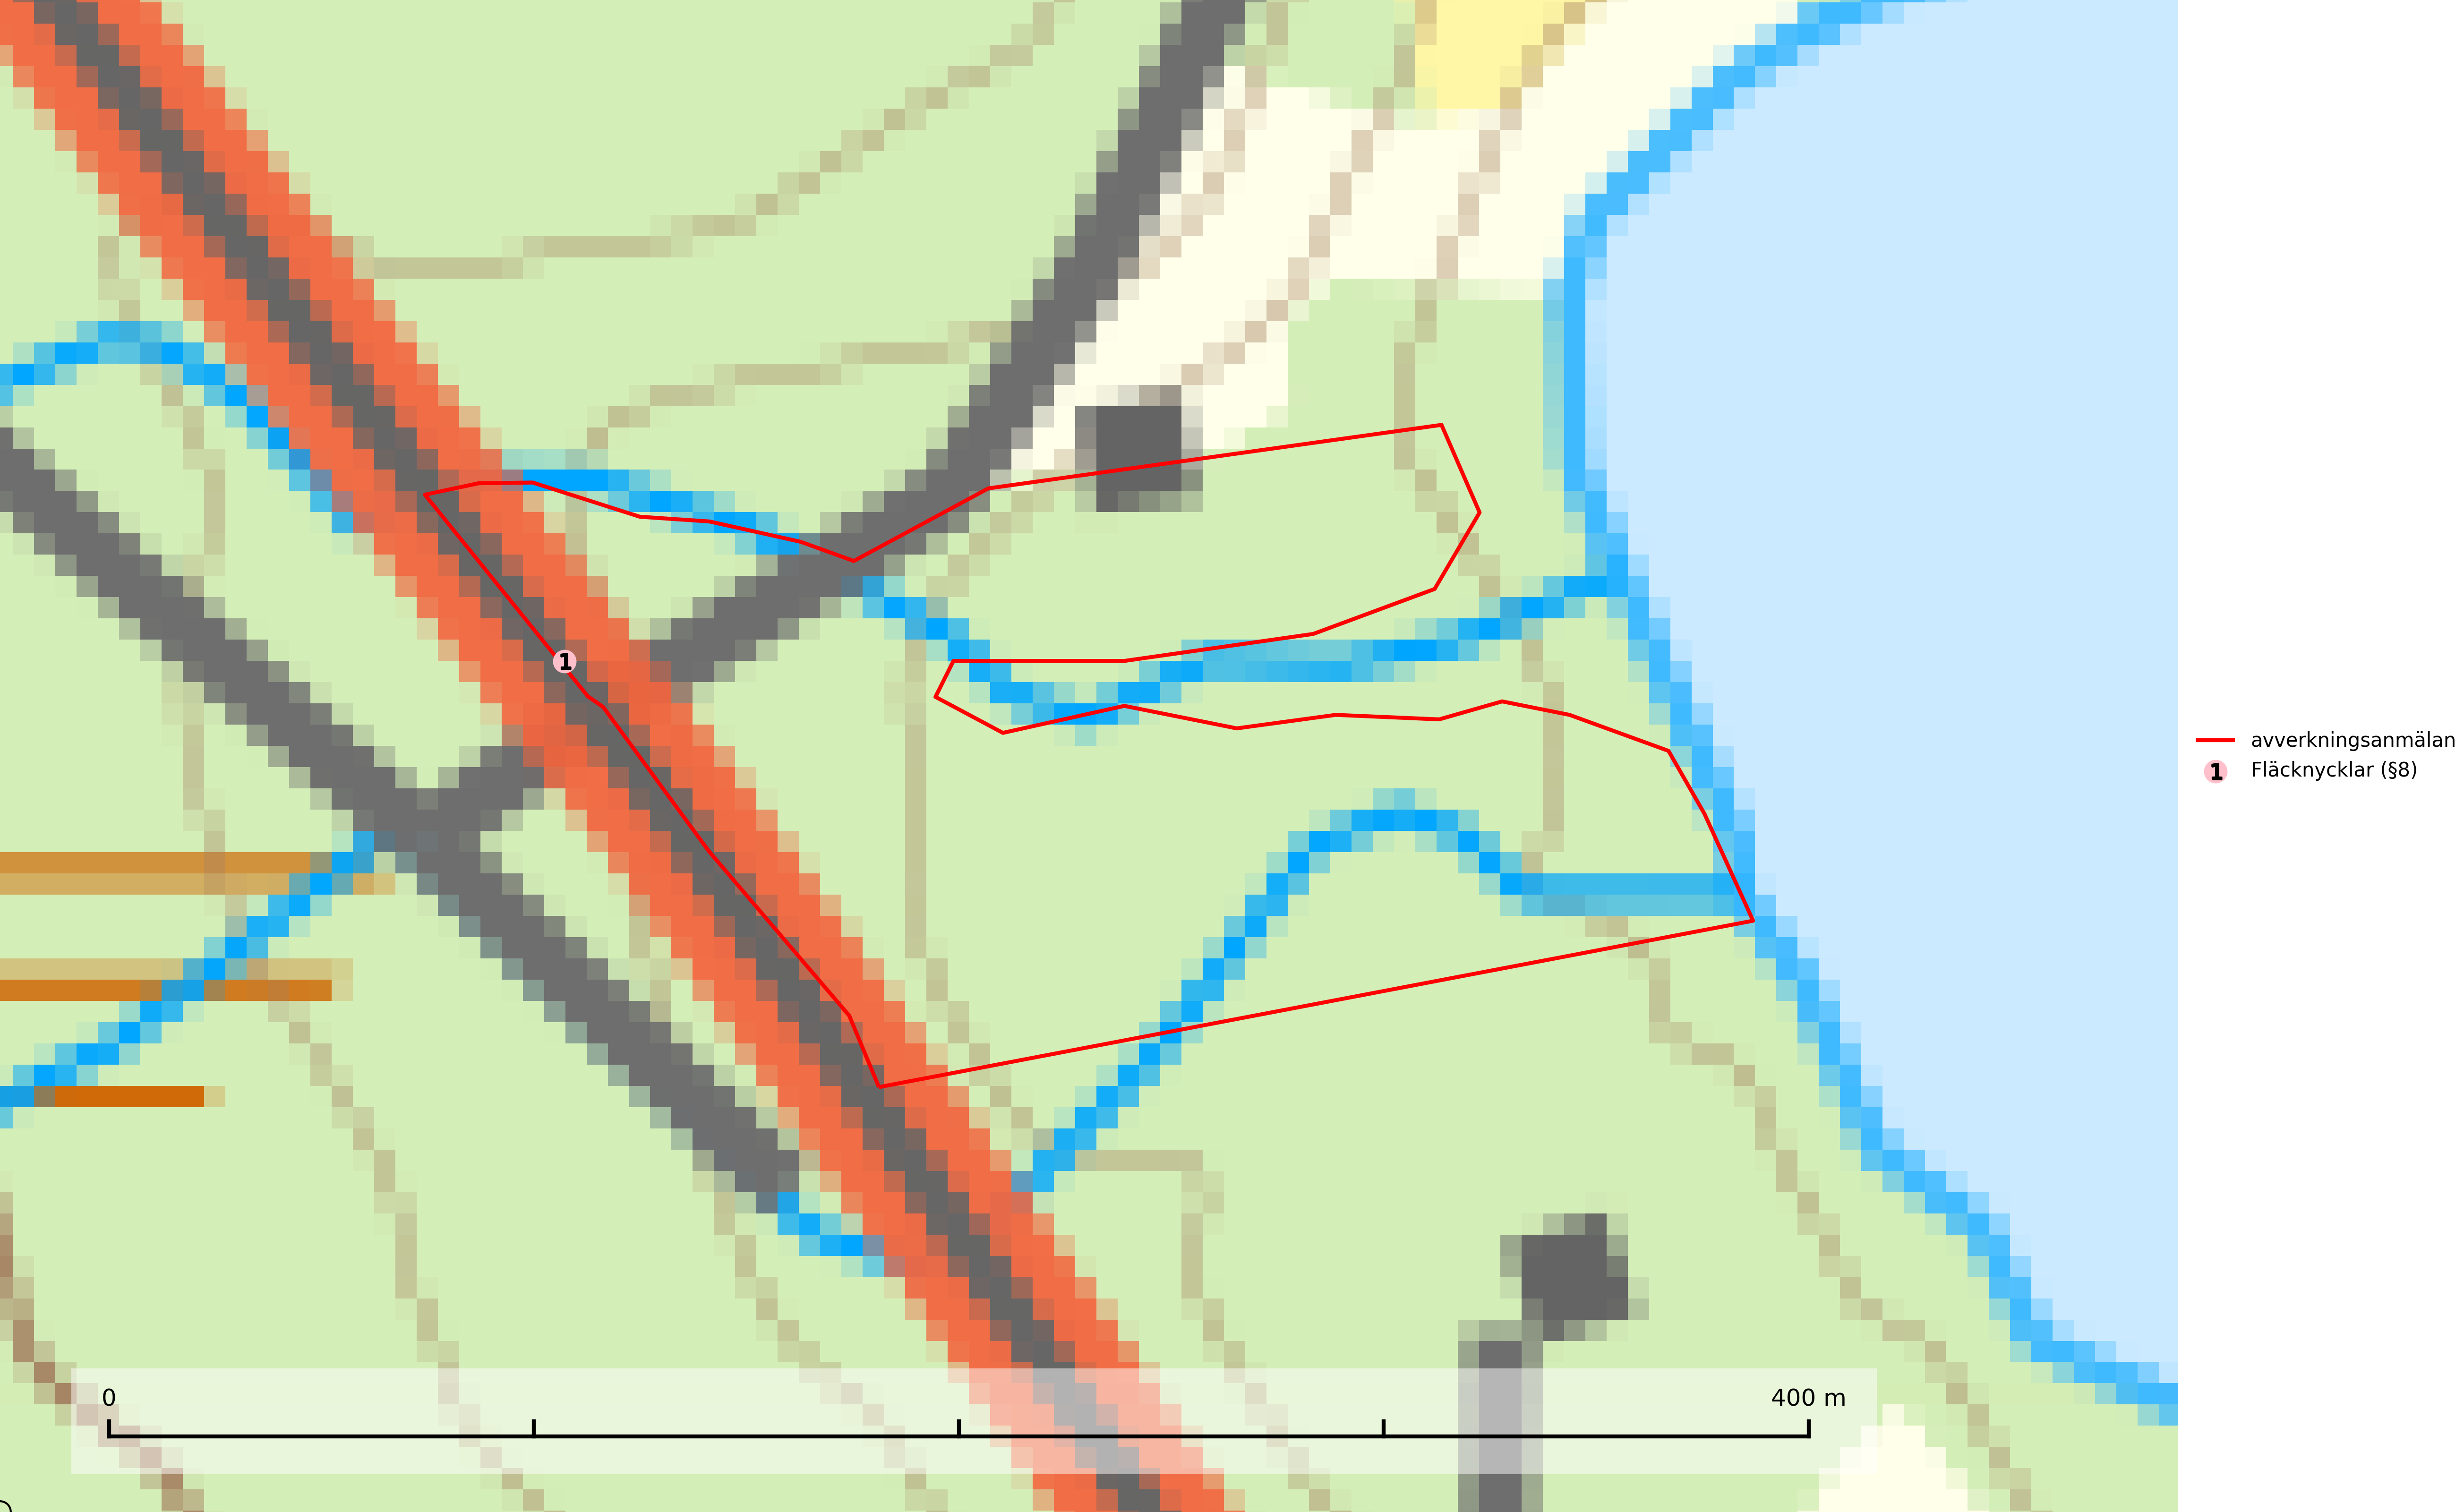 1
avverkningsanmälan
1 Fläcknycklar (§8)
0 400 m